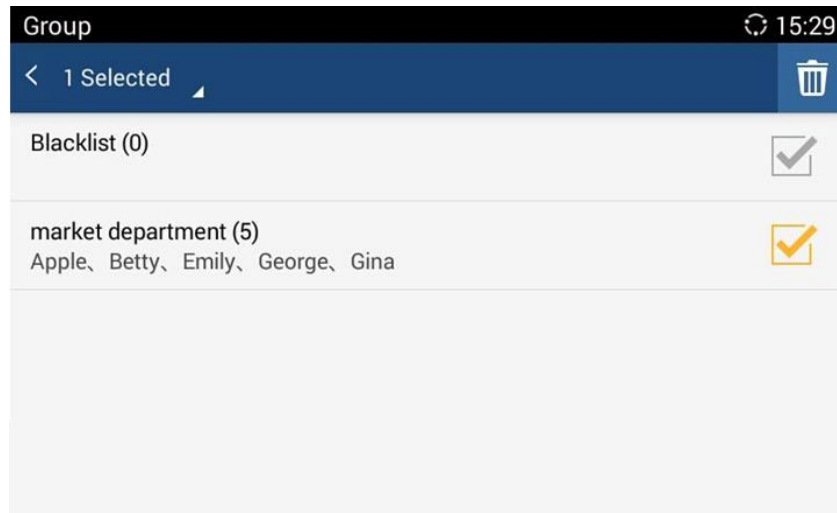 Group 15:29
1 Selected
Blacklist (0)
market department (5)
Apple、Betty、Emily、George、Gina